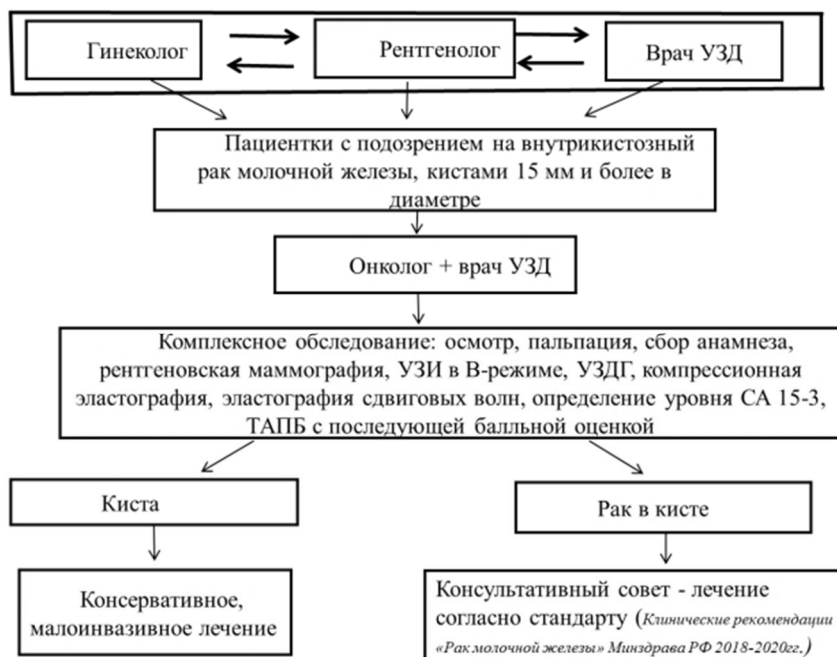 Гинеколог
Рентгенолог
Врач УЗД
Пациентки с подозрением на внутрикистозный
рак молочной железы, кистами 15 мм и более в
диаметре
Онколог + врач УЗД
Комплексное обследование: осмотр, пальпация, сбор анамнеза,
рентгеновская маммография, УЗИ в В-режиме, УЗДГ, компрессионная
эластография, эластография сдвиговых волн, определение уровня СА 15-3,
ТАПБ с последующей балльной оценкой
Киста
Рак в кисте
Консервативное,
малоинвазивное лечение
Консультативный совет - лечение
согласно стандарту (Клинические рекомендации
«Рак молочной железы» Минздрава РФ 2018-2020гг.)